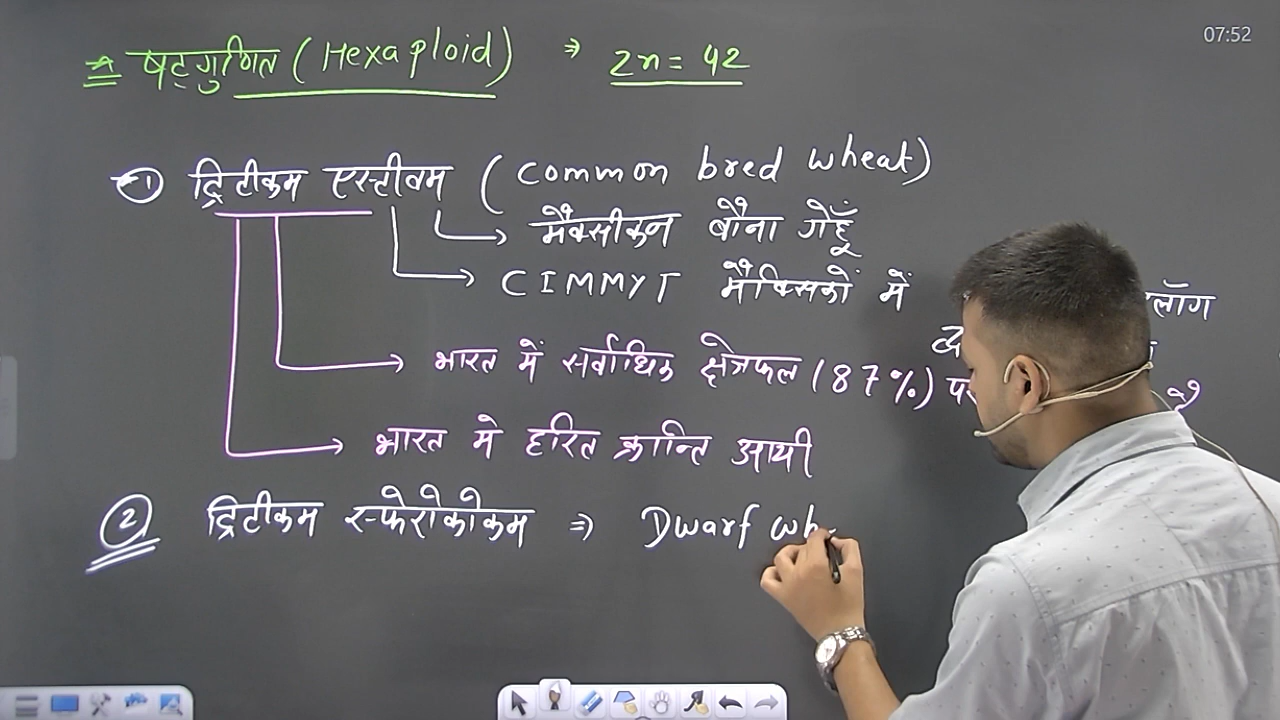 07:52
* षट्गुणित (Hexaploid) ⇒ 2n = 42
1 ट्रिटीकम एस्टीवम (Common bred wheat)
→ मैक्सीकन बौना गेहूँ
→ CIMMYT मैक्सिकों में लॉग
→ भारत में सर्वाधिक क्षेत्रफल (87%)
→ भारत मे हरित क्रान्ति आयी
2 ट्रिटीकम स्फेरोकोकम ⇒ Dwarf wh